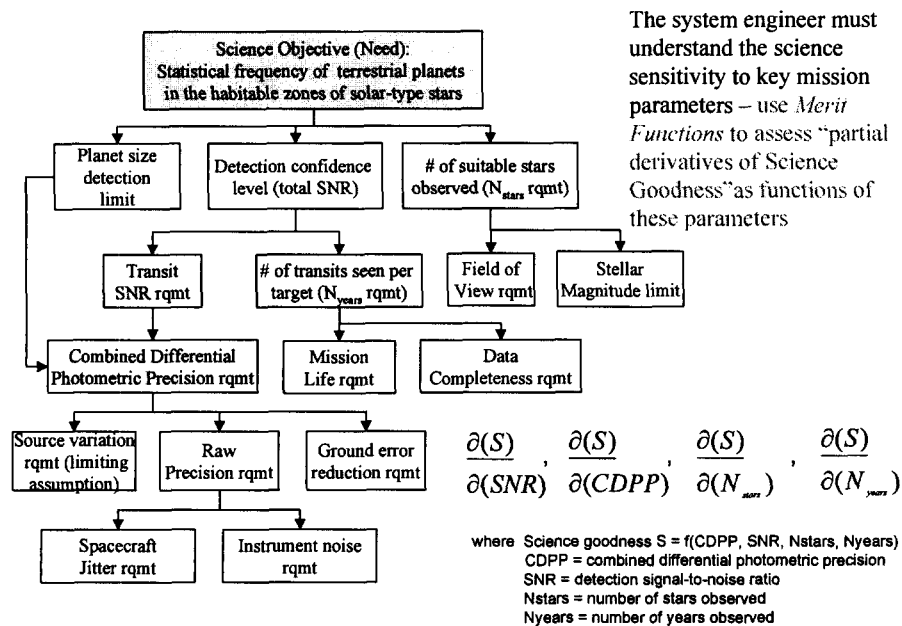 Science Objective (Need):
Statistical frequency of terrestrial planets
in the habitable zones of solar-type stars
The system engineer must
understand the science
sensitivity to key mission
parameters – use Merit
Functions to assess “partial
derivatives of Science
Goodness”as functions of
these parameters
Planet size
detection
limit
Detection confidence
level (total SNR)
# of suitable stars
observed (Nstars rqmt)
Transit
SNR rqmt
# of transits seen per
target (Nyears rqmt)
Field of
View rqmt
Stellar
Magnitude limit
Combined Differential
Photometric Precision rqmt
Mission
Life rqmt
Data
Completeness rqmt
Source variation
rqmt (limiting
assumption)
Raw
Precision rqmt
Ground error
reduction rqmt
Spacecraft
Jitter rqmt
Instrument noise
rqmt
∂(S)/∂(SNR) , ∂(S)/∂(CDPP) , ∂(S)/∂(Nstars) , ∂(S)/∂(Nyears)
where Science goodness S = f(CDPP, SNR, Nstars, Nyears)
CDPP = combined differential photometric precision
SNR = detection signal-to-noise ratio
Nstars = number of stars observed
Nyears = number of years observed